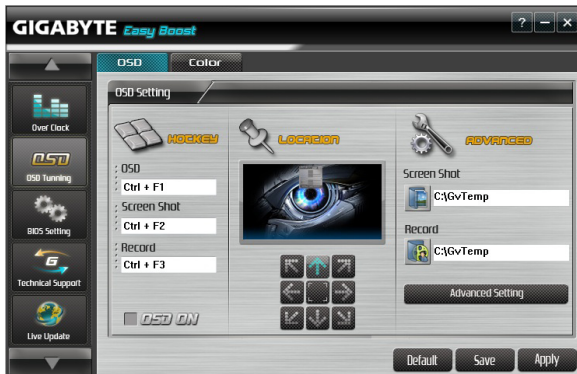 GIGABYTE Easy Boost
? – ×
OSD Color
Over Clock
OSD
OSD Tunning
BIOS Setting
G
Technical Support
Live Update
OSD Setting
HOCKEY
OSD
Ctrl + F1
Screen Shot
Ctrl + F2
Record
Ctrl + F3
OSD ON
LOCATION
ADVANCED
Screen Shot
C:\GvTemp
Record
C:\GvTemp
Advanced Setting
Default Save Apply